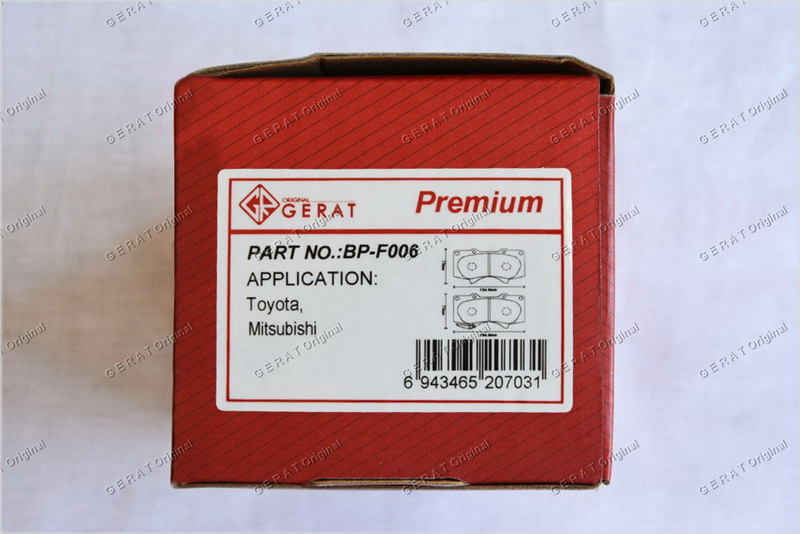 ORIGINAL
GERAT
Premium
PART NO.:BP-F006
APPLICATION:
Toyota,
Mitsubishi
6 943465 207031
GERAT Original